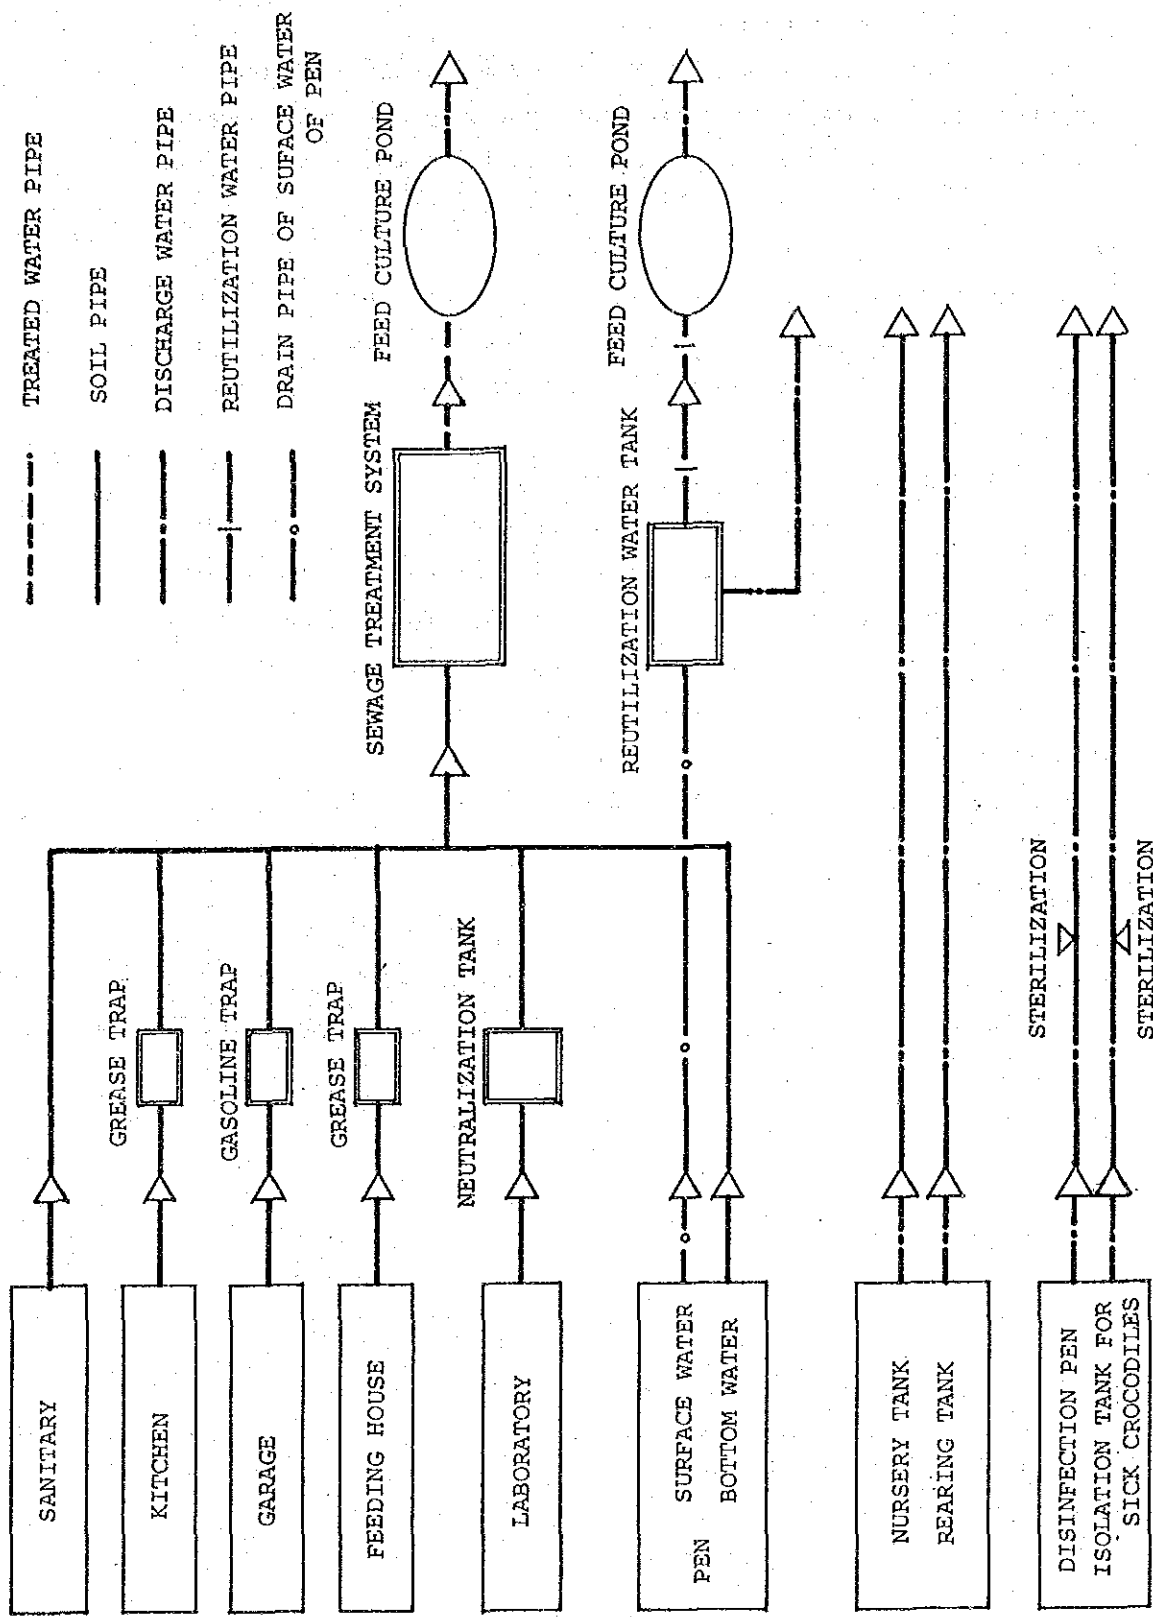 TREATED WATER PIPE
SOIL PIPE
DISCHARGE WATER PIPE
REUTILIZATION WATER PIPE
DRAIN PIPE OF SUFACE WATER
OF PEN
SANITARY
KITCHEN
GREASE TRAP
GARAGE
GASOLINE TRAP
FEEDING HOUSE
GREASE TRAP
LABORATORY
NEUTRALIZATION TANK
SEWAGE TREATMENT SYSTEM
FEED CULTURE POND
PEN
SURFACE WATER
BOTTOM WATER
REUTILIZATION WATER TANK
FEED CULTURE POND
NURSERY TANK
REARING TANK
DISINFECTION PEN
ISOLATION TANK FOR
SICK CROCODILES
STERILIZATION
STERILIZATION